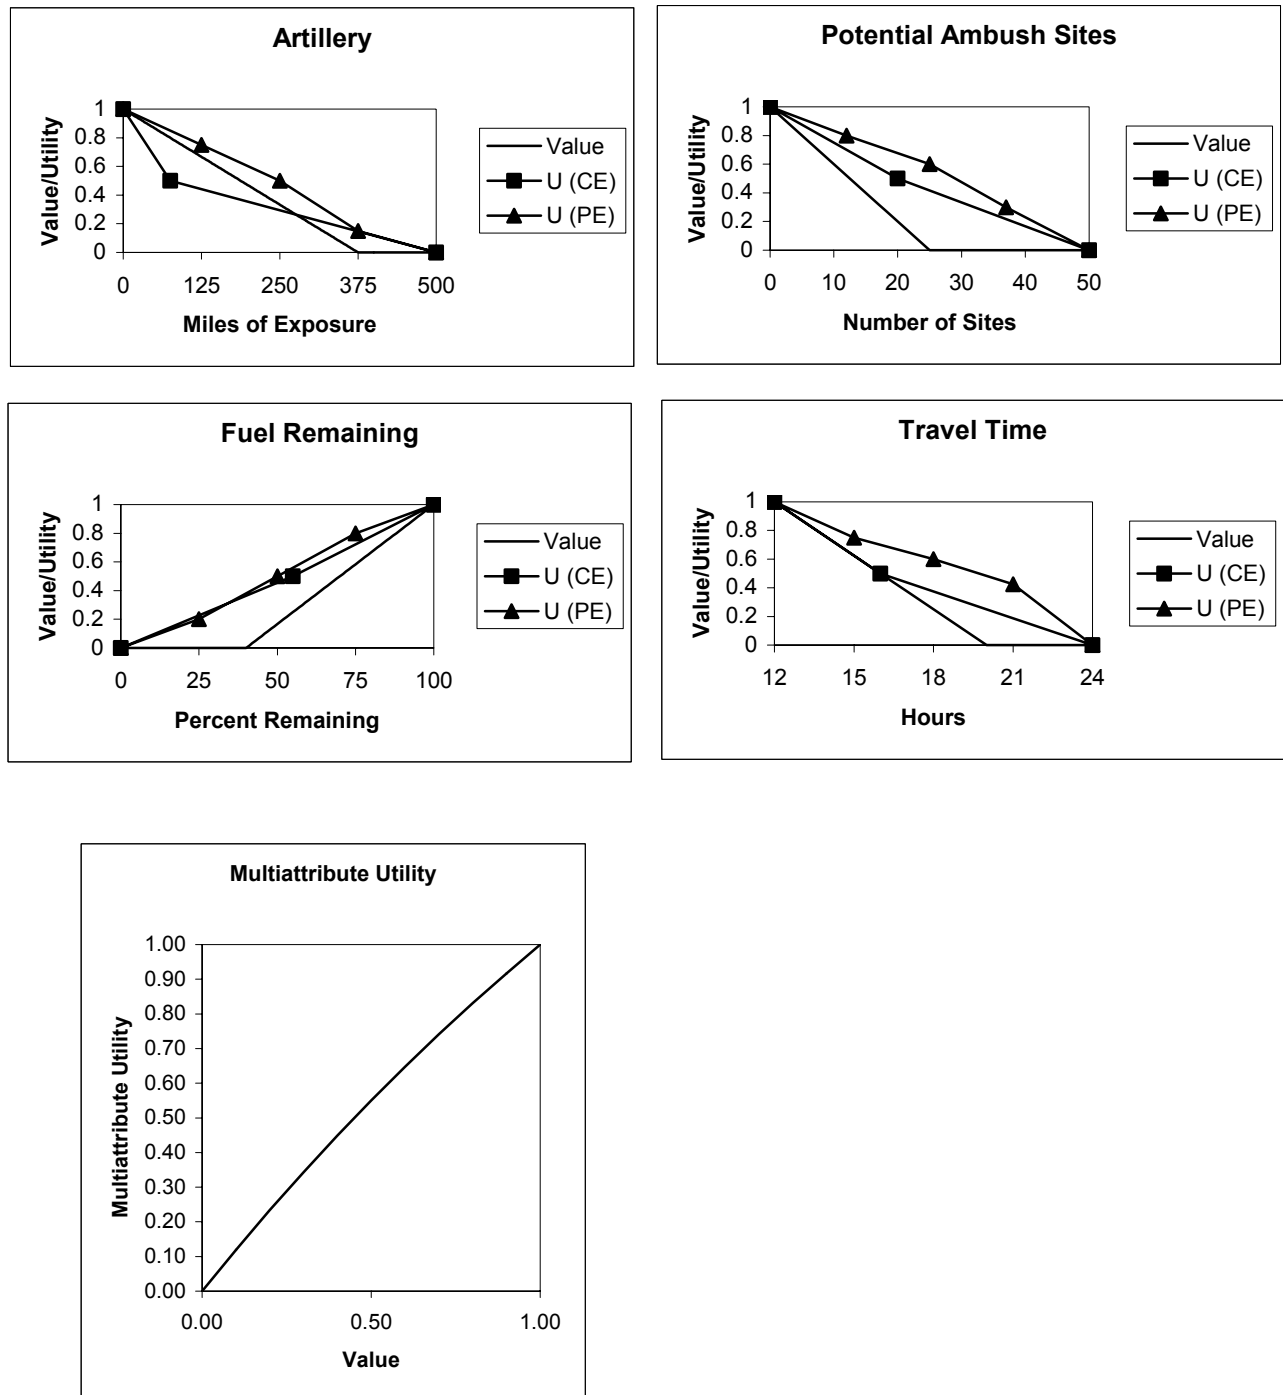 Artillery
Value/Utility
1
0.8
0.6
0.4
0.2
0
0 125 250 375 500
Miles of Exposure
Value
U (CE)
U (PE)
Potential Ambush Sites
Value/Utility
1
0.8
0.6
0.4
0.2
0
0 10 20 30 40 50
Number of Sites
Value
U (CE)
U (PE)
Fuel Remaining
Value/Utility
1
0.8
0.6
0.4
0.2
0
0 25 50 75 100
Percent Remaining
Value
U (CE)
U (PE)
Travel Time
Value/Utility
1
0.8
0.6
0.4
0.2
0
12 15 18 21 24
Hours
Value
U (CE)
U (PE)
Multiattribute Utility
Multiattribute Utility
1.00
0.90
0.80
0.70
0.60
0.50
0.40
0.30
0.20
0.10
0.00
0.00 0.50 1.00
Value